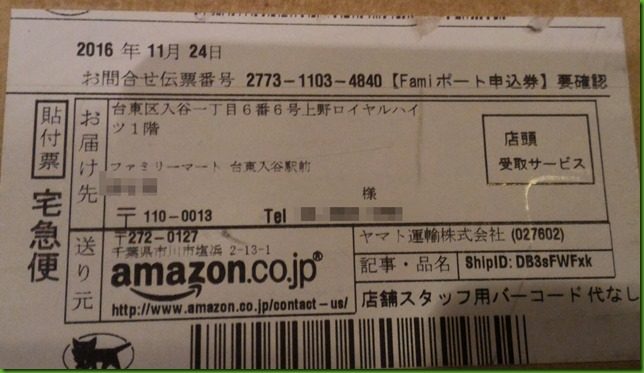 2016 年 11月 24日
お問合せ伝票番号 2773-1103-4840 【Famiポート申込券】要確認
貼付票
宅急便
お届け先
台東区入谷一丁目6番6号上野ロイヤルハイ
ツ1階
ファミリーマート 台東入谷駅前
様
〒110-0013 Tel
店頭
受取サービス
送り元
〒272-0127
千葉県市川市塩浜 2-13-1
amazon.co.jp®
http://www.amazon.co.jp/contact-us/
ヤマト運輸株式会社 (027602)
記事・品名 ShipID: DB3sFWFxk
店舗スタッフ用バーコード 代なし